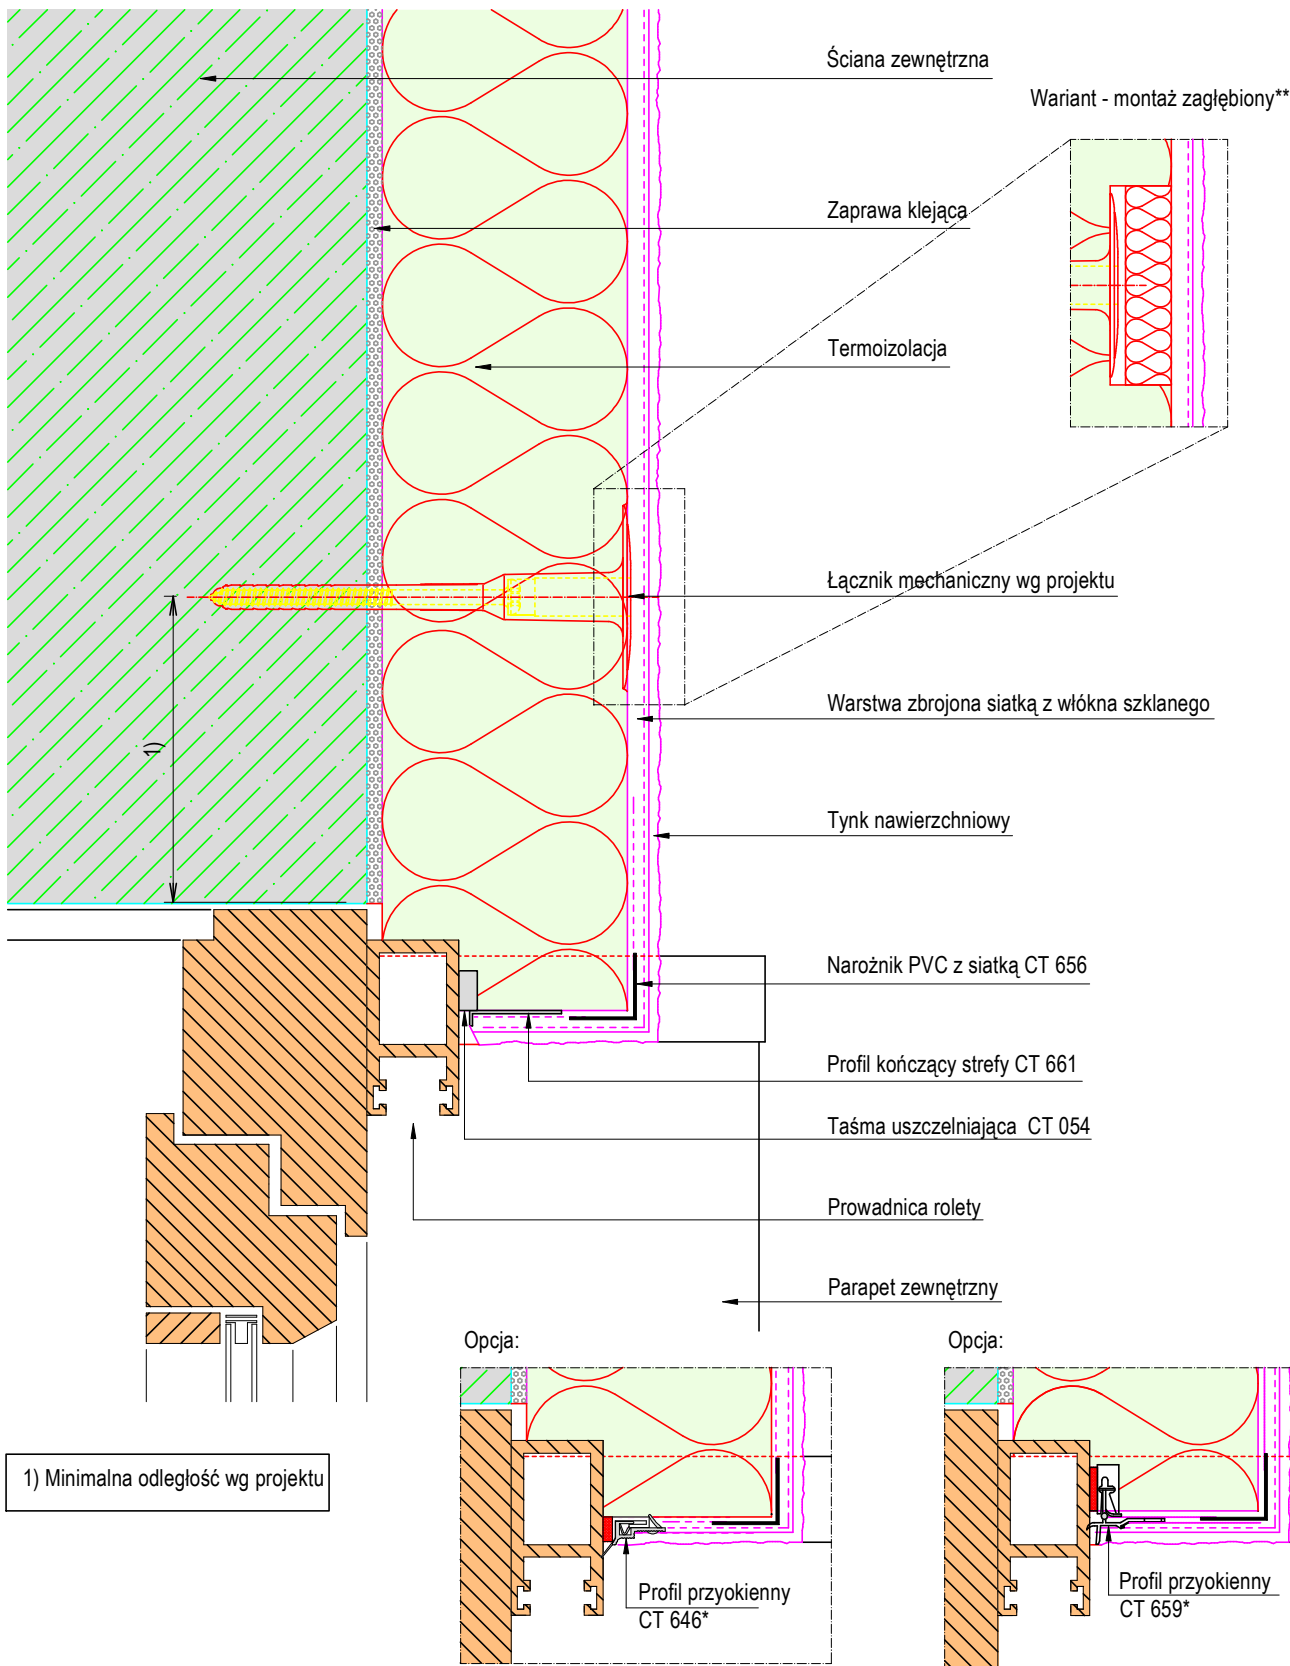 Ściana zewnętrzna
Wariant - montaż zagłębiony**
Zaprawa klejąca
Termoizolacja
Łącznik mechaniczny wg projektu
Warstwa zbrojona siatką z włókna szklanego
1)
Tynk nawierzchniowy
Narożnik PVC z siatką CT 656
Profil kończący strefy CT 661
Taśma uszczelniająca CT 054
Prowadnica rolety
Parapet zewnętrzny
Opcja:
Opcja:
1) Minimalna odległość wg projektu
Profil przyokienny
CT 646*
Profil przyokienny
CT 659*